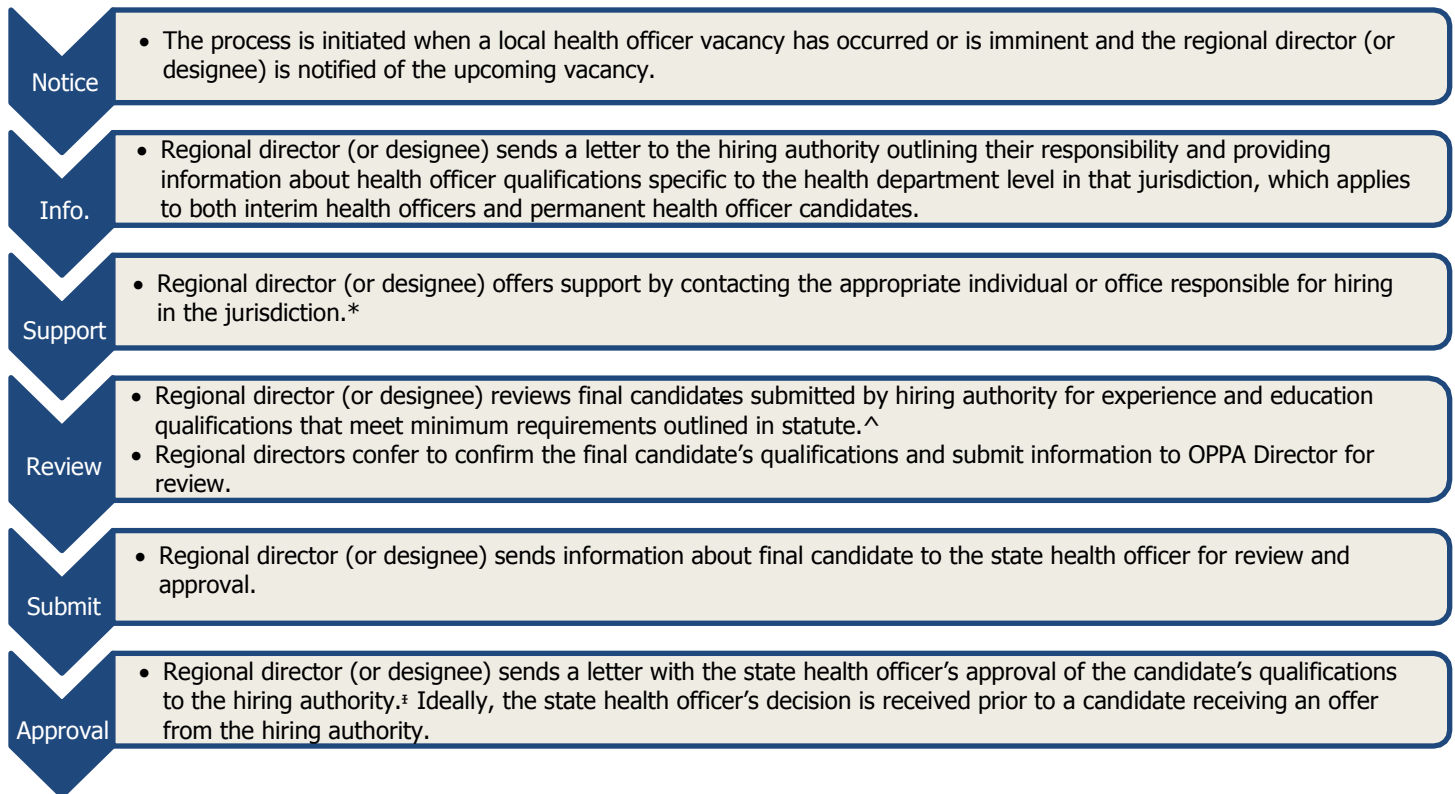 Notice
• The process is initiated when a local health officer vacancy has occurred or is imminent and the regional director (or
designee) is notified of the upcoming vacancy.
Info.
• Regional director (or designee) sends a letter to the hiring authority outlining their responsibility and providing
information about health officer qualifications specific to the health department level in that jurisdiction, which applies
to both interim health officers and permanent health officer candidates.
Support
• Regional director (or designee) offers support by contacting the appropriate individual or office responsible for hiring
in the jurisdiction.*
Review
• Regional director (or designee) reviews final candidates submitted by hiring authority for experience and education
qualifications that meet minimum requirements outlined in statute.^
• Regional directors confer to confirm the final candidate’s qualifications and submit information to OPPA Director for
review.
Submit
• Regional director (or designee) sends information about final candidate to the state health officer for review and
approval.
Approval
• Regional director (or designee) sends a letter with the state health officer’s approval of the candidate’s qualifications
to the hiring authority.ⵊ Ideally, the state health officer’s decision is received prior to a candidate receiving an offer
from the hiring authority.